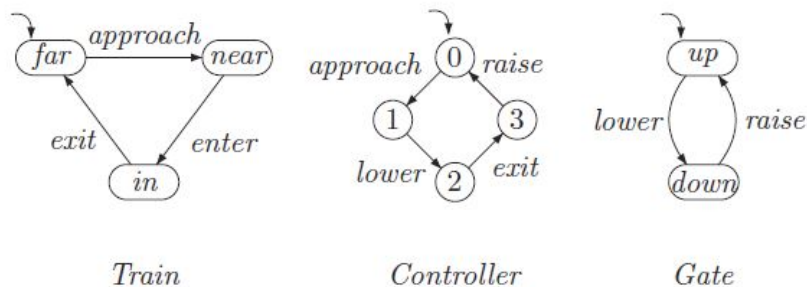 approach
far
near
exit
enter
in
Train
0
approach
raise
1
3
lower
exit
2
Controller
up
lower
raise
down
Gate